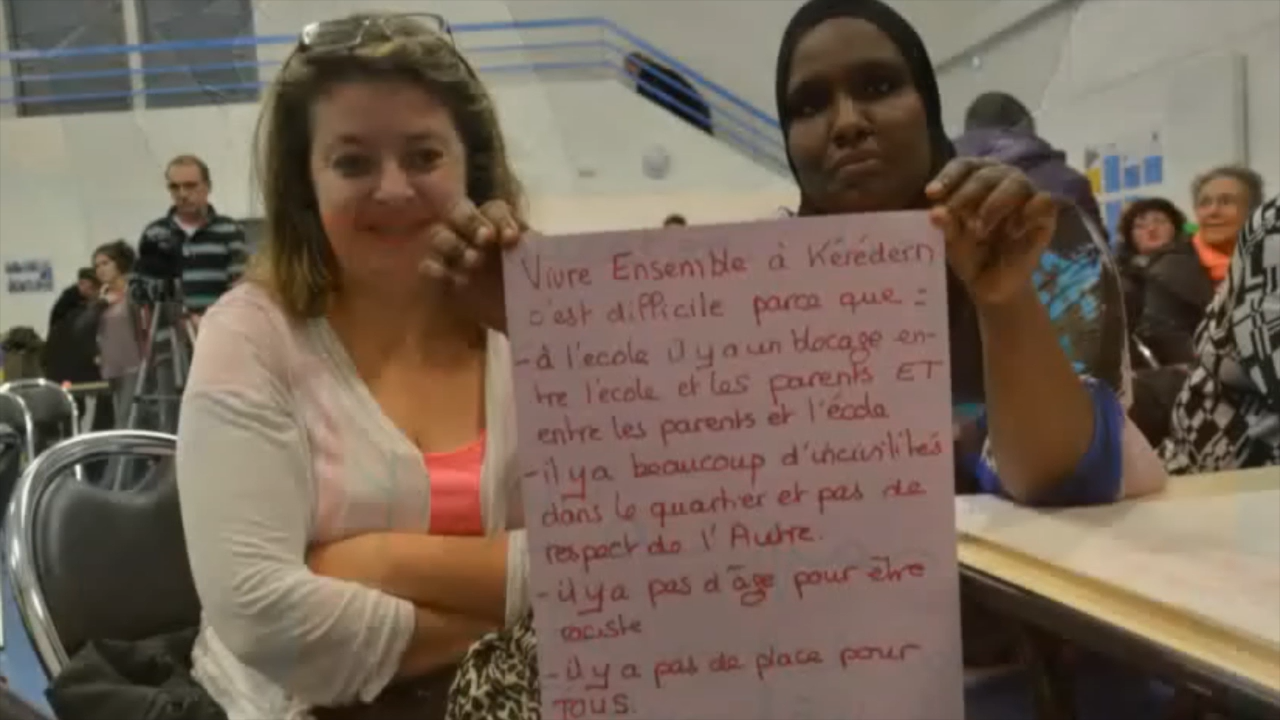 Vivre Ensemble à Kérédern
c'est difficile parce que :
- à l'ecole il y a un blocage en-
tre l'école et les parents ET
entre les parents et l'école
- il y a beaucoup d'incivilités
dans le quartier et pas de
respect de l'Autre.
- il y a pas d'âge pour être
raciste
- il y a pas de place pour
TOUS.